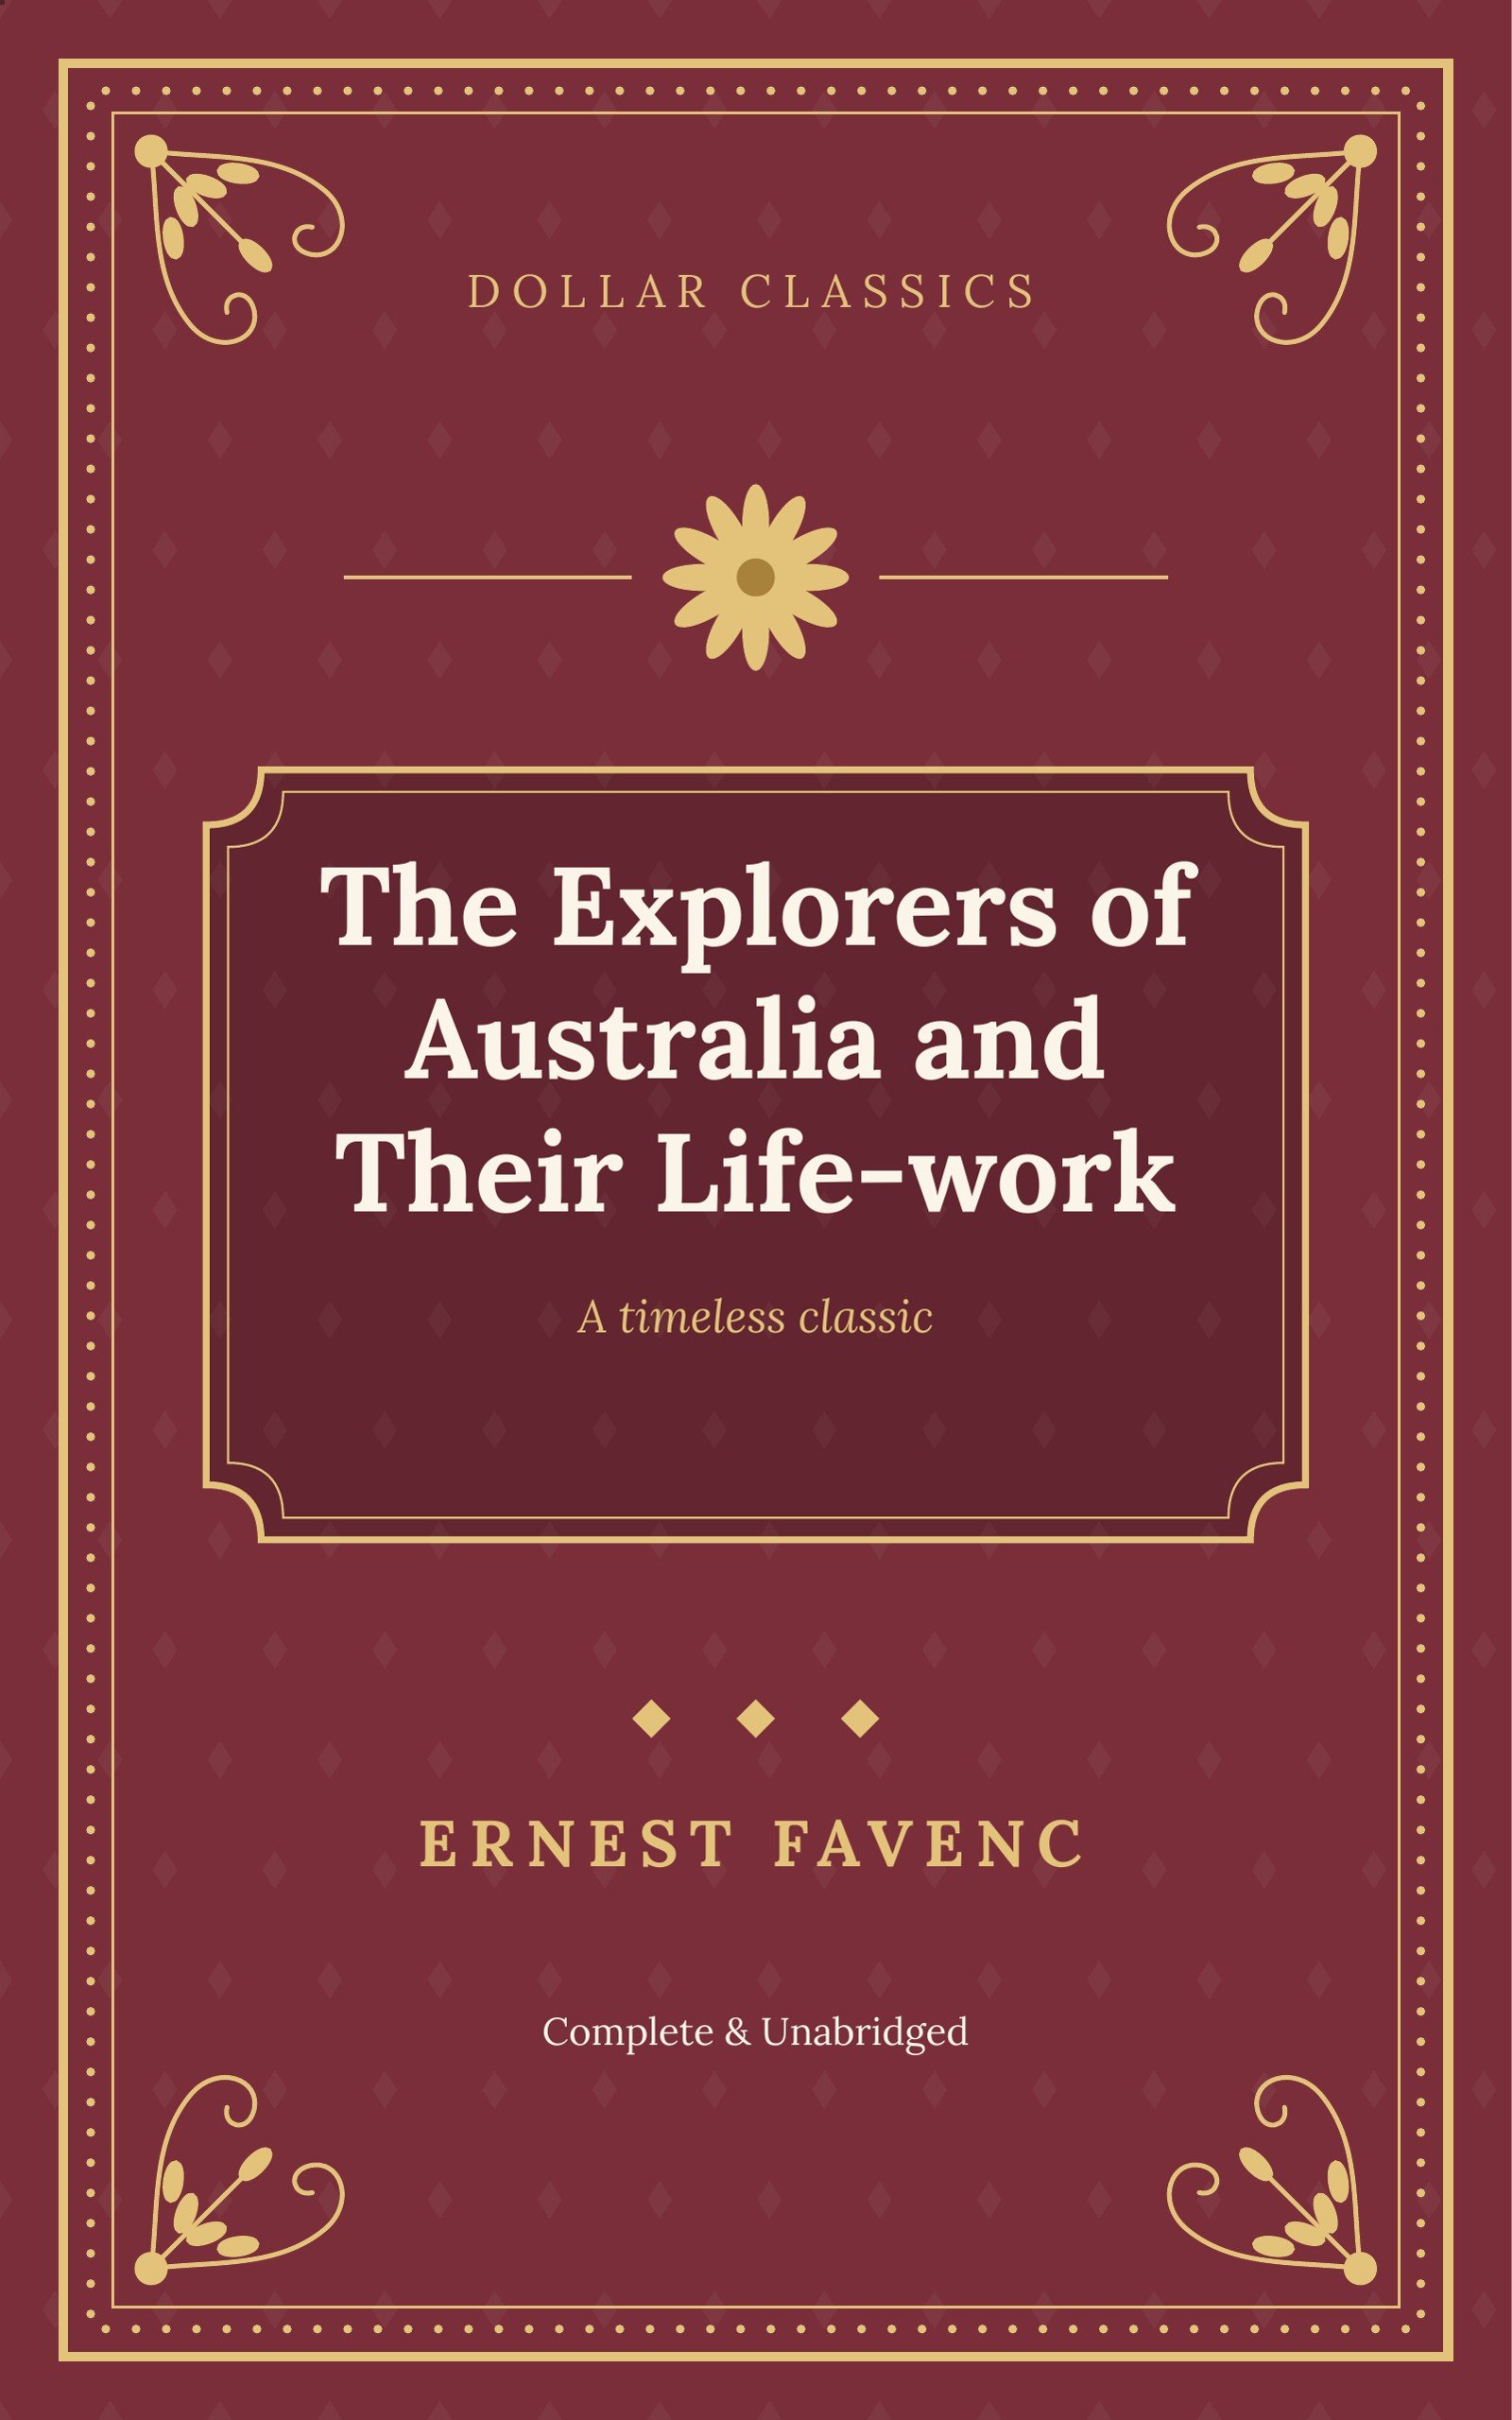 DOLLAR CLASSICS
The Explorers of
Australia and
Their Life-work
A timeless classic
ERNEST FAVENC
Complete & Unabridged